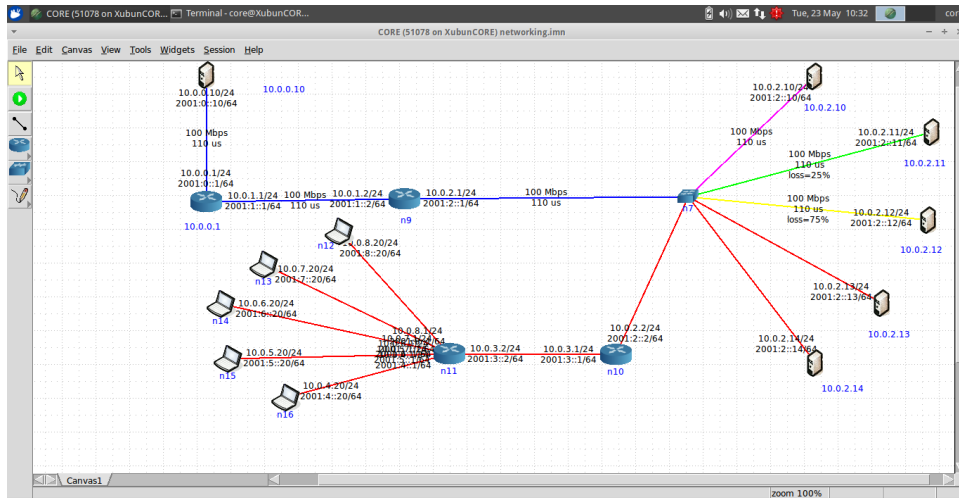 CORE (51078 on XubunCOR...
Terminal - core@XubunCOR...
Tue, 23 May 10:32
cor
CORE (51078 on XubunCORE) networking.imn
File Edit Canvas View Tools Widgets Session Help
10.0.0.10/24
2001:0::10/64
10.0.0.10
100 Mbps
110 us
10.0.0.1/24
2001:0::1/64
10.0.0.1
10.0.1.1/24
2001:1::1/64
100 Mbps
110 us
10.0.1.2/24
2001:1::2/64
n9
10.0.2.1/24
2001:2::1/64
100 Mbps
110 us
n7
10.0.2.10/24
2001:2::10/64
10.0.2.10
100 Mbps
110 us
10.0.2.11/24
2001:2::11/64
10.0.2.11
100 Mbps
110 us
loss=25%
100 Mbps
110 us
loss=75%
10.0.2.12/24
2001:2::12/64
10.0.2.12
10.0.2.13/24
2001:2::13/64
10.0.2.13
10.0.2.14/24
2001:2::14/64
10.0.2.14
n12
10.0.8.20/24
2001:8::20/64
n13
10.0.7.20/24
2001:7::20/64
n14
10.0.6.20/24
2001:6::20/64
n15
10.0.5.20/24
2001:5::20/64
n16
10.0.4.20/24
2001:4::20/64
10.0.8.1/24
2001:4::1/64
n11
10.0.3.2/24
2001:3::2/64
10.0.3.1/24
2001:3::1/64
n10
10.0.2.2/24
2001:2::2/64
Canvas1
zoom 100%